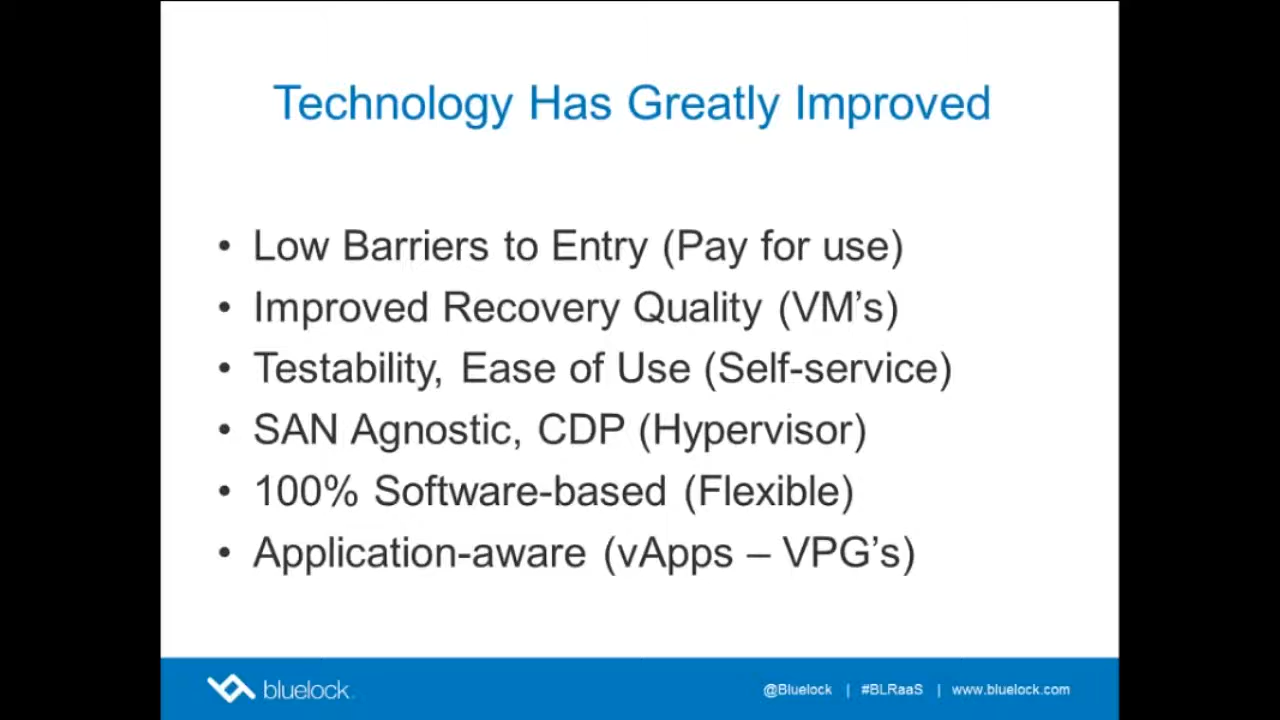 Technology Has Greatly Improved
• Low Barriers to Entry (Pay for use)
• Improved Recovery Quality (VM’s)
• Testability, Ease of Use (Self-service)
• SAN Agnostic, CDP (Hypervisor)
• 100% Software-based (Flexible)
• Application-aware (vApps – VPG’s)
bluelock
@Bluelock | #BLRaaS | www.bluelock.com